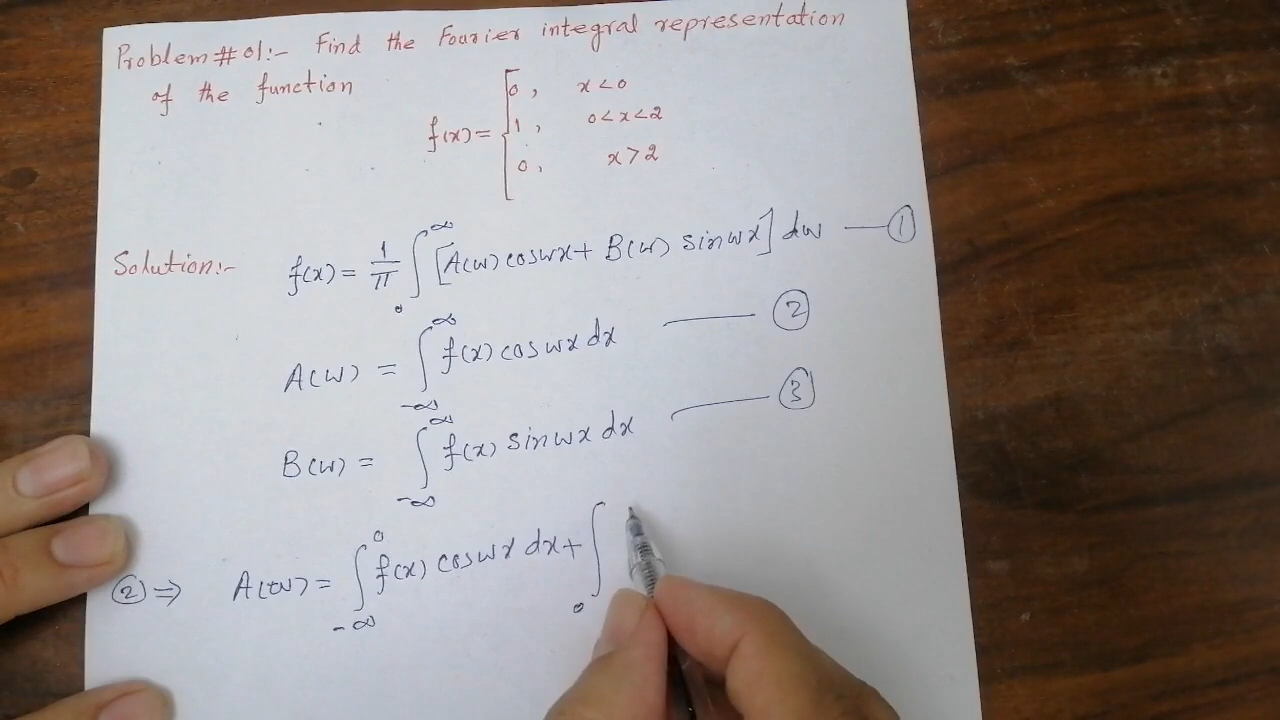 Problem # 01:- Find the Fourier integral representation
of the function
f(x) = { 0, x < 0
1, 0 < x < 2
0, x > 2
Solution:- f(x) = 1/π ∫₀^∞ [A(w) cos wx + B(w) sin wx] dw — ①
A(w) = ∫_{-∞}^{∞} f(x) cos wx dx — ②
B(w) = ∫_{-∞}^{∞} f(x) sin wx dx — ③
② ⇒ A(w) = ∫_{-∞}^{0} f(x) cos wx dx + ∫₀